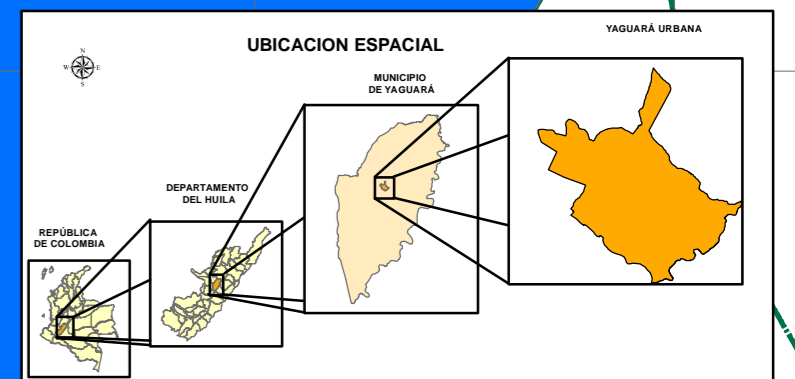 UBICACION ESPACIAL
YAGUARÁ URBANA
N
W E
S
MUNICIPIO
DE YAGUARÁ
DEPARTAMENTO
DEL HUILA
REPÚBLICA
DE COLOMBIA